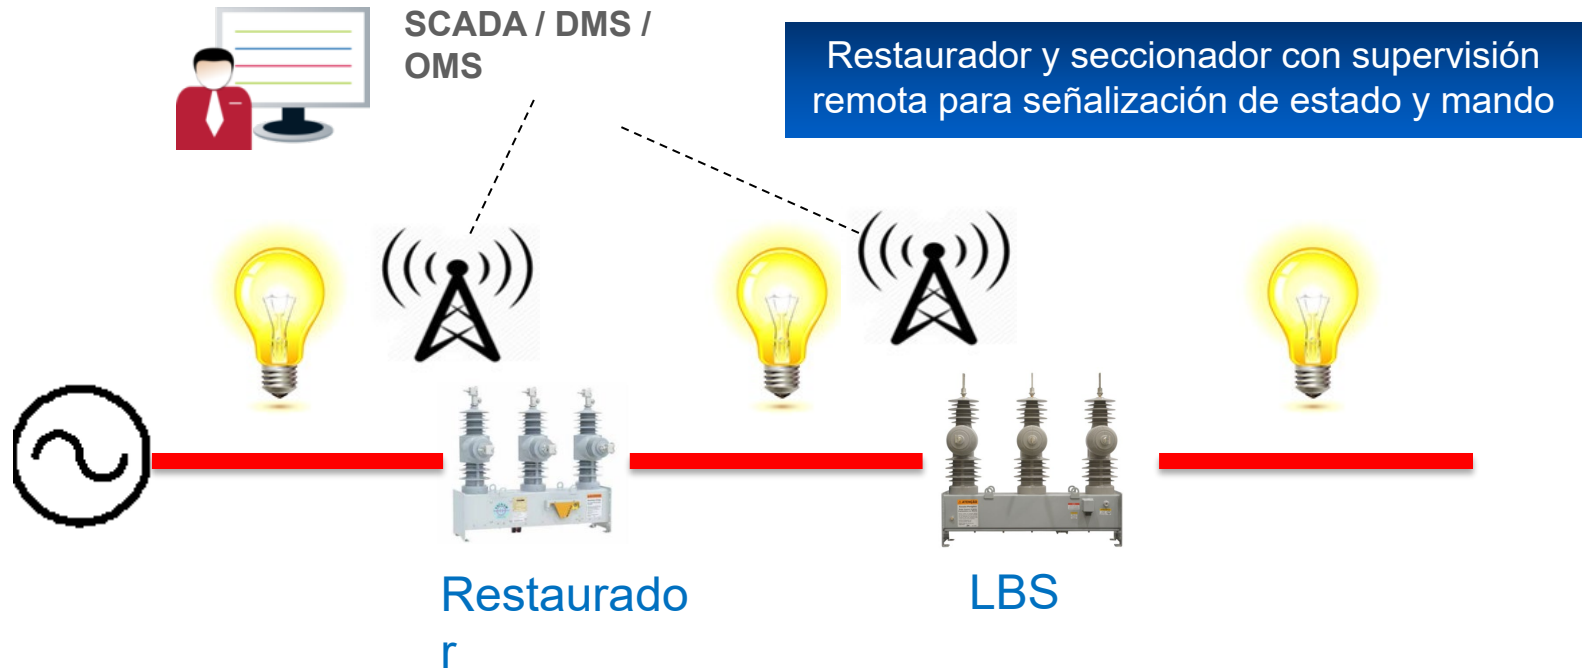 SCADA / DMS /
OMS
Restaurador y seccionador con supervisión
remota para señalización de estado y mando
Restaurado
r
LBS